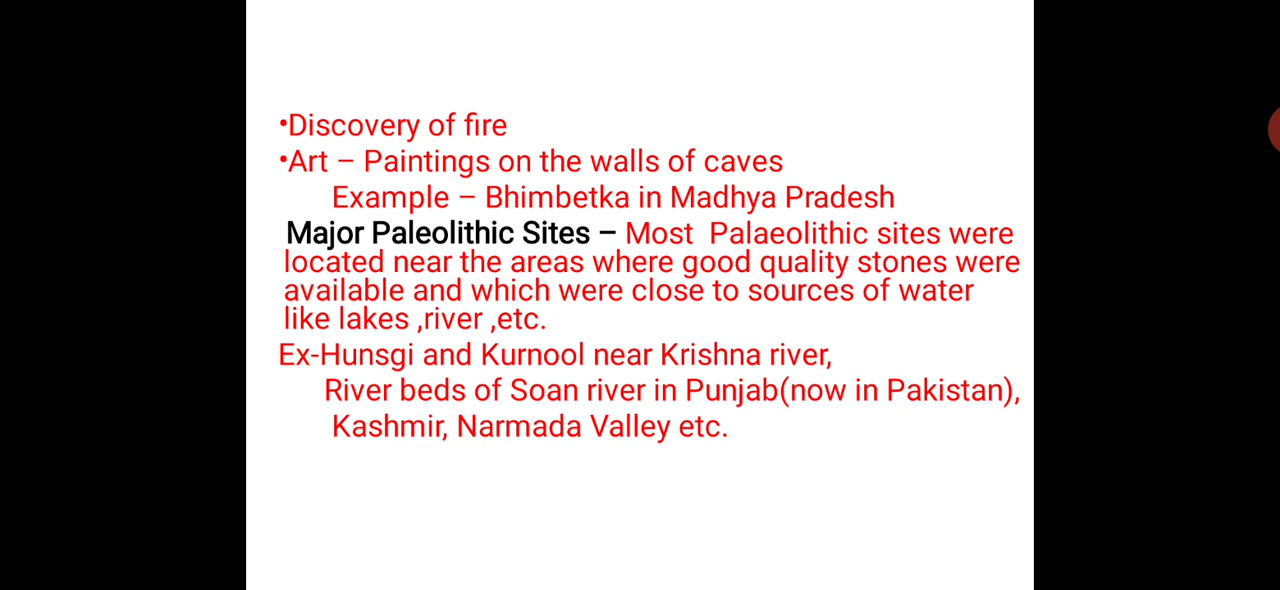 •Discovery of fire
•Art – Paintings on the walls of caves
Example – Bhimbetka in Madhya Pradesh
Major Paleolithic Sites – Most  Palaeolithic sites were
located near the areas where good quality stones were
available and which were close to sources of water
like lakes ,river ,etc.
Ex-Hunsgi and Kurnool near Krishna river,
River beds of Soan river in Punjab(now in Pakistan),
Kashmir, Narmada Valley etc.